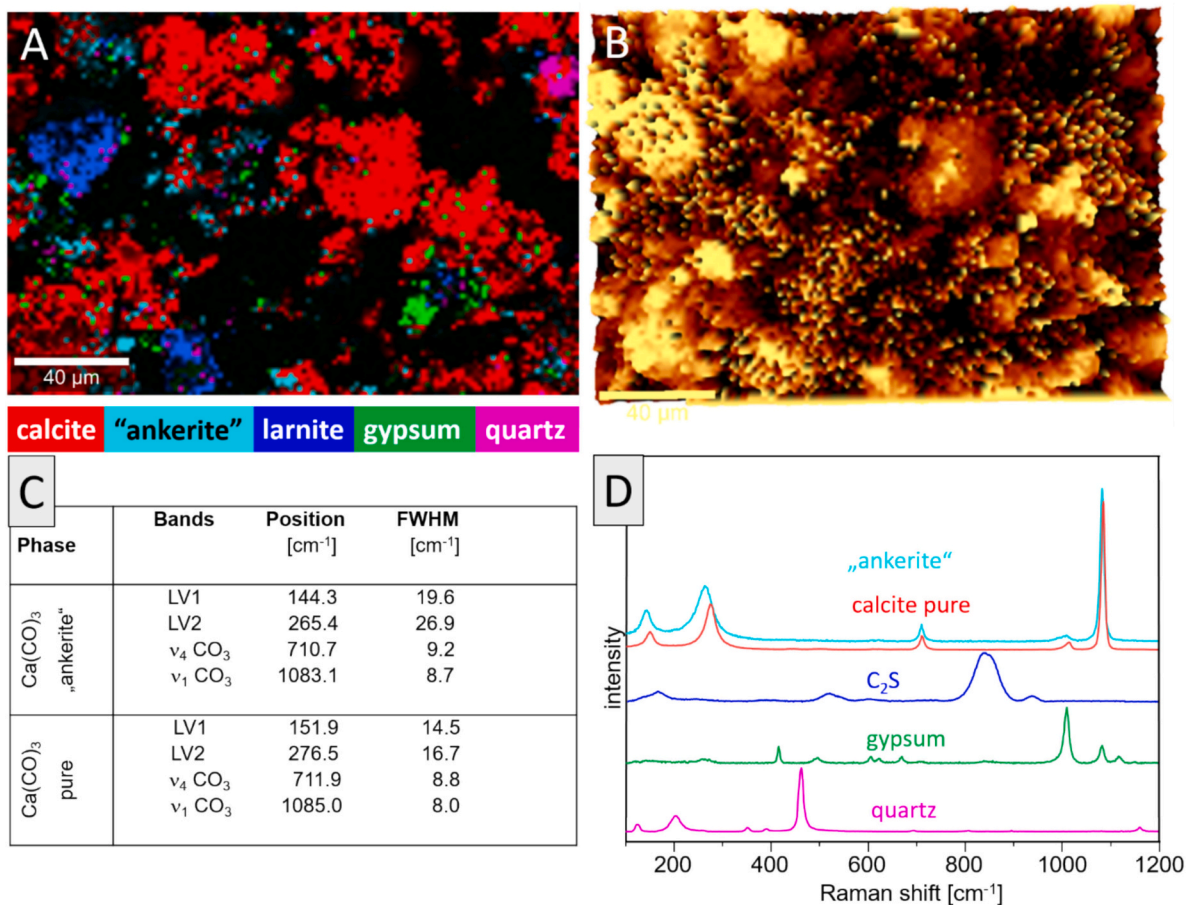 A
40 µm
calcite "ankerite" larnite gypsum quartz
B
40 µm
C
Bands Position FWHM
[cm⁻¹] [cm⁻¹]
Phase
Ca(CO)₃
„ankerite“
LV1 144.3 19.6
LV2 265.4 26.9
ν₄ CO₃ 710.7 9.2
ν₁ CO₃ 1083.1 8.7
Ca(CO)₃
pure
LV1 151.9 14.5
LV2 276.5 16.7
ν₄ CO₃ 711.9 8.8
ν₁ CO₃ 1085.0 8.0
D
„ankerite“
calcite pure
C₂S
gypsum
quartz
intensity
200 400 600 800 1000 1200
Raman shift [cm⁻¹]